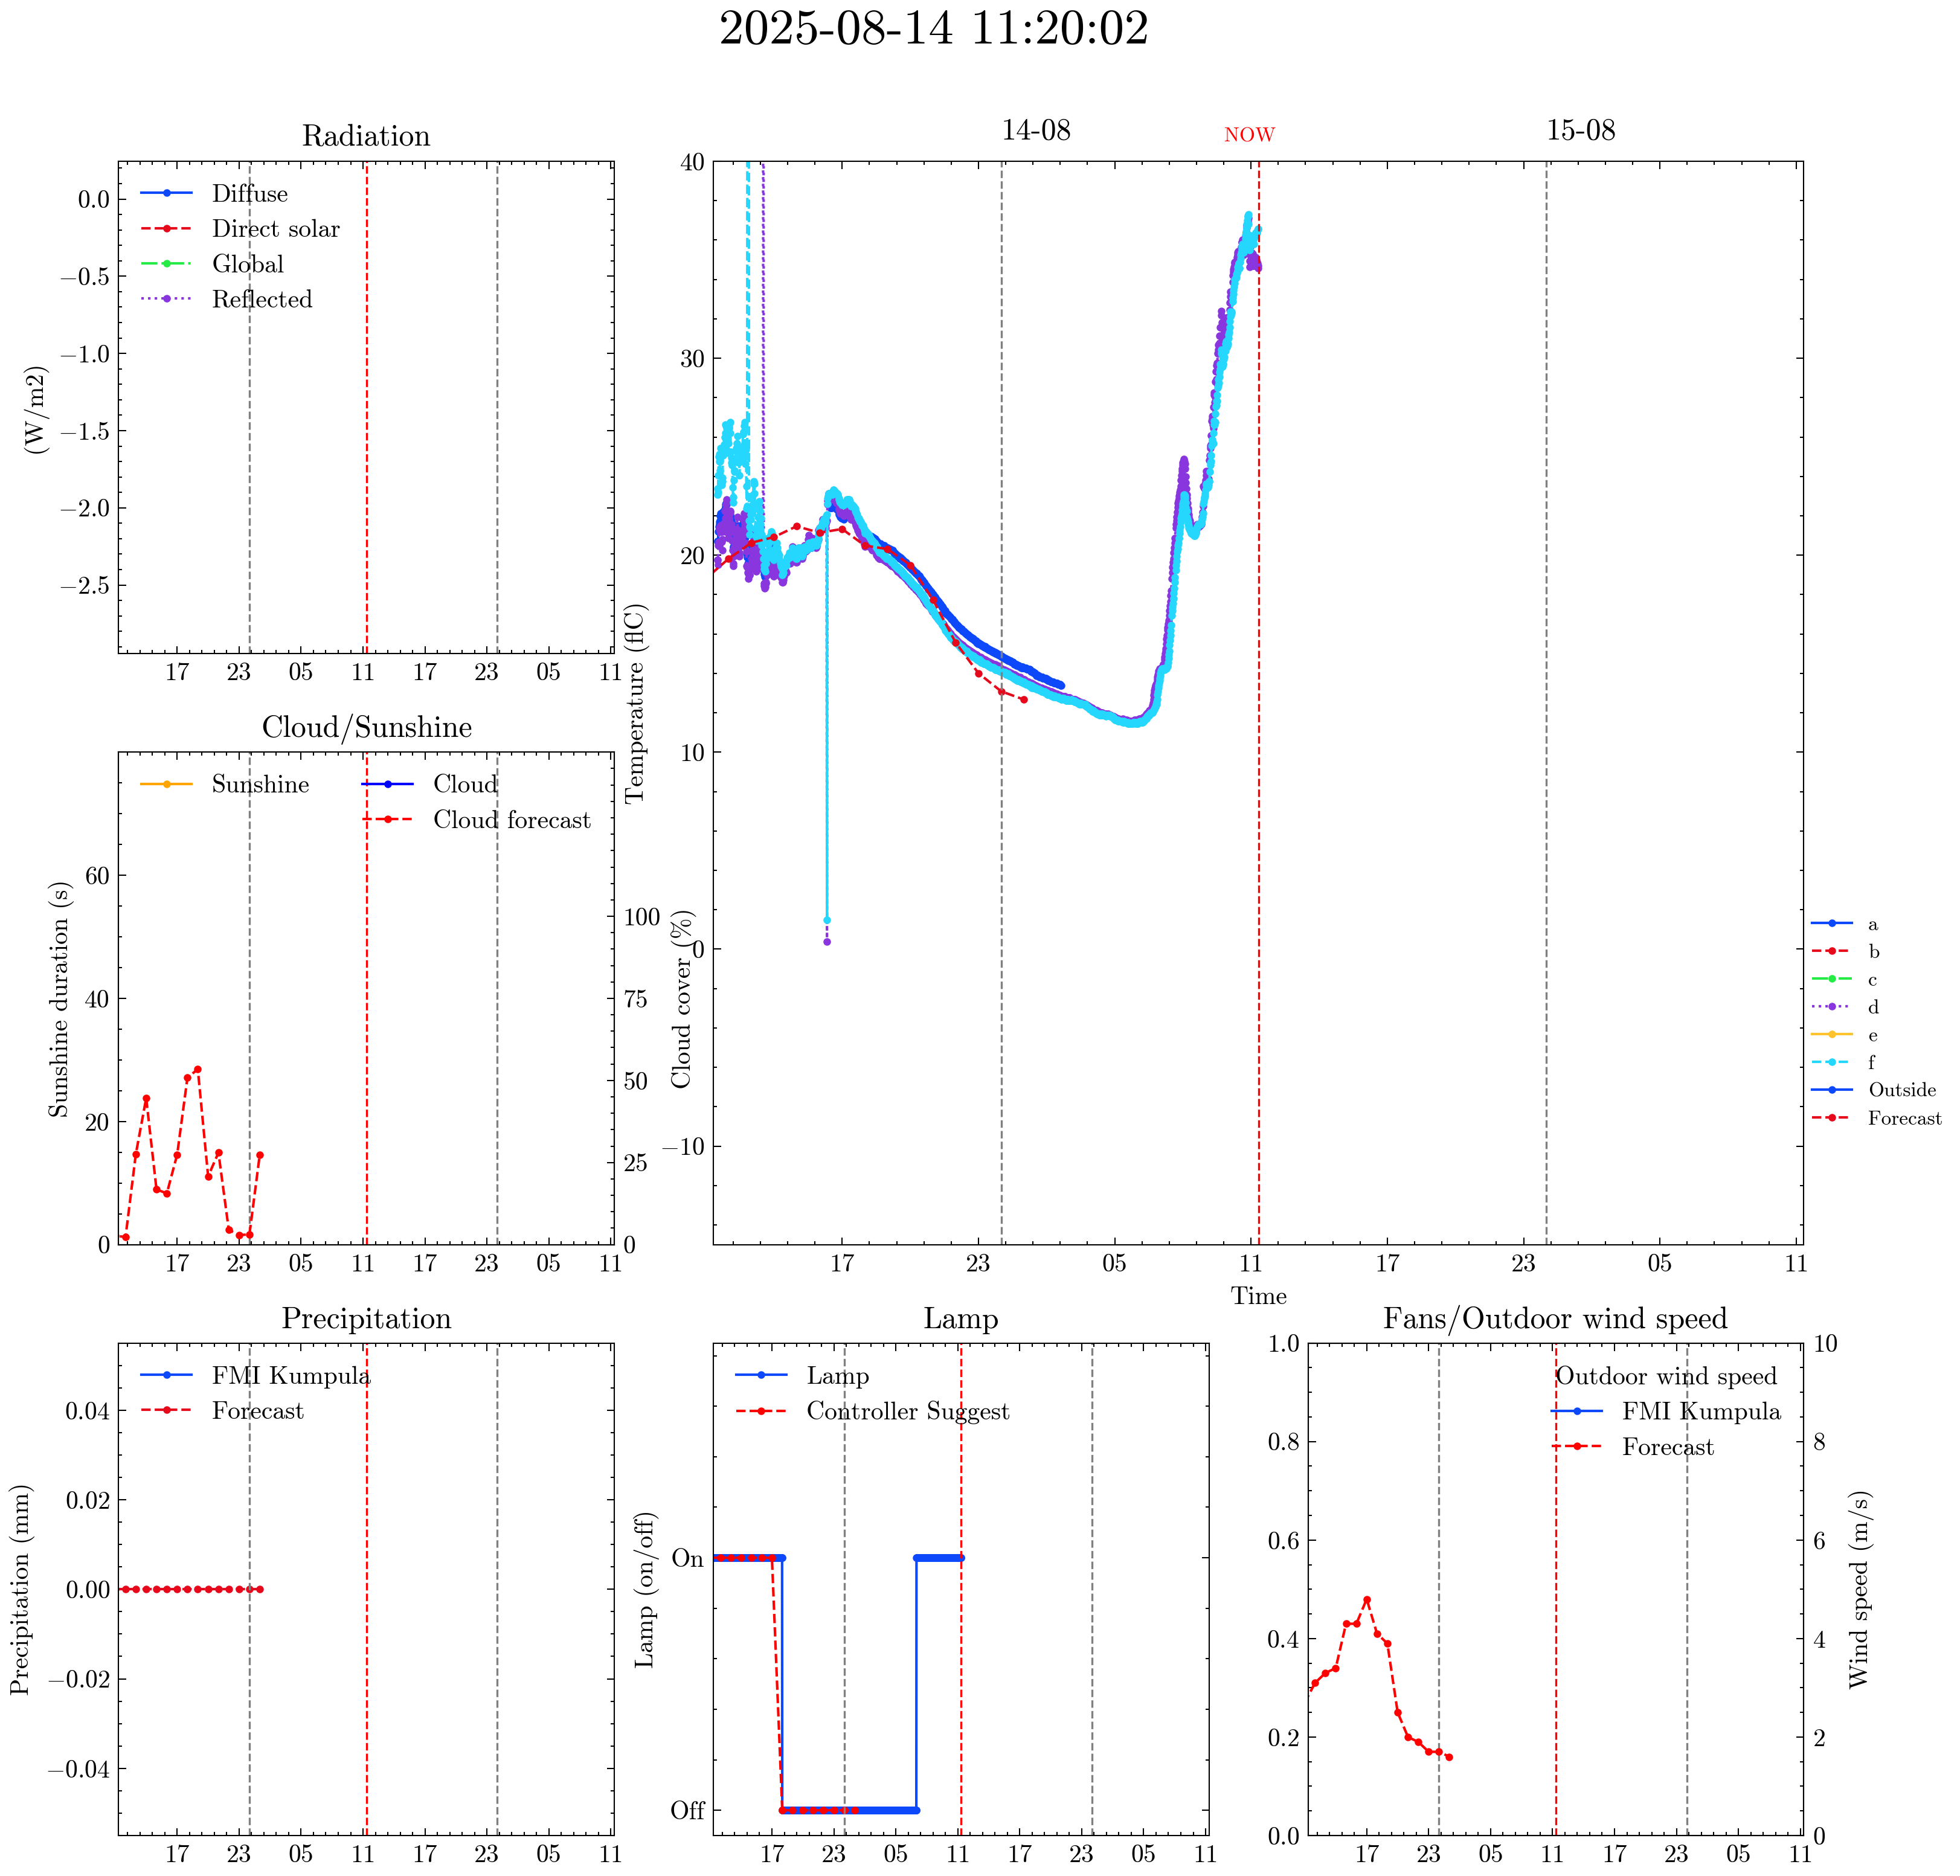 2025-08-14 11:20:02
Radiation
Diffuse
Direct solar
Global
Reflected
0.0
−0.5
−1.0
−1.5
−2.0
−2.5
(W/m2)
17 23 05 11 17 23 05 11
14-08
NOW
15-08
40
30
20
10
0
−10
Temperature (flC)
17 23 05 11 17 23 05 11
Time
a
b
c
d
e
f
Outside
Forecast
Cloud/Sunshine
Sunshine
Cloud
Cloud forecast
60
40
20
0
Sunshine duration (s)
100
75
50
25
0
Cloud cover (%)
17 23 05 11 17 23 05 11
Precipitation
FMI Kumpula
Forecast
0.04
0.02
0.00
−0.02
−0.04
Precipitation (mm)
17 23 05 11 17 23 05 11
Lamp
Lamp
Controller Suggest
On
Off
Lamp (on/off)
17 23 05 11 17 23 05 11
Fans/Outdoor wind speed
Outdoor wind speed
FMI Kumpula
Forecast
1.0
0.8
0.6
0.4
0.2
0.0
10
8
6
4
2
0
Wind speed (m/s)
17 23 05 11 17 23 05 11